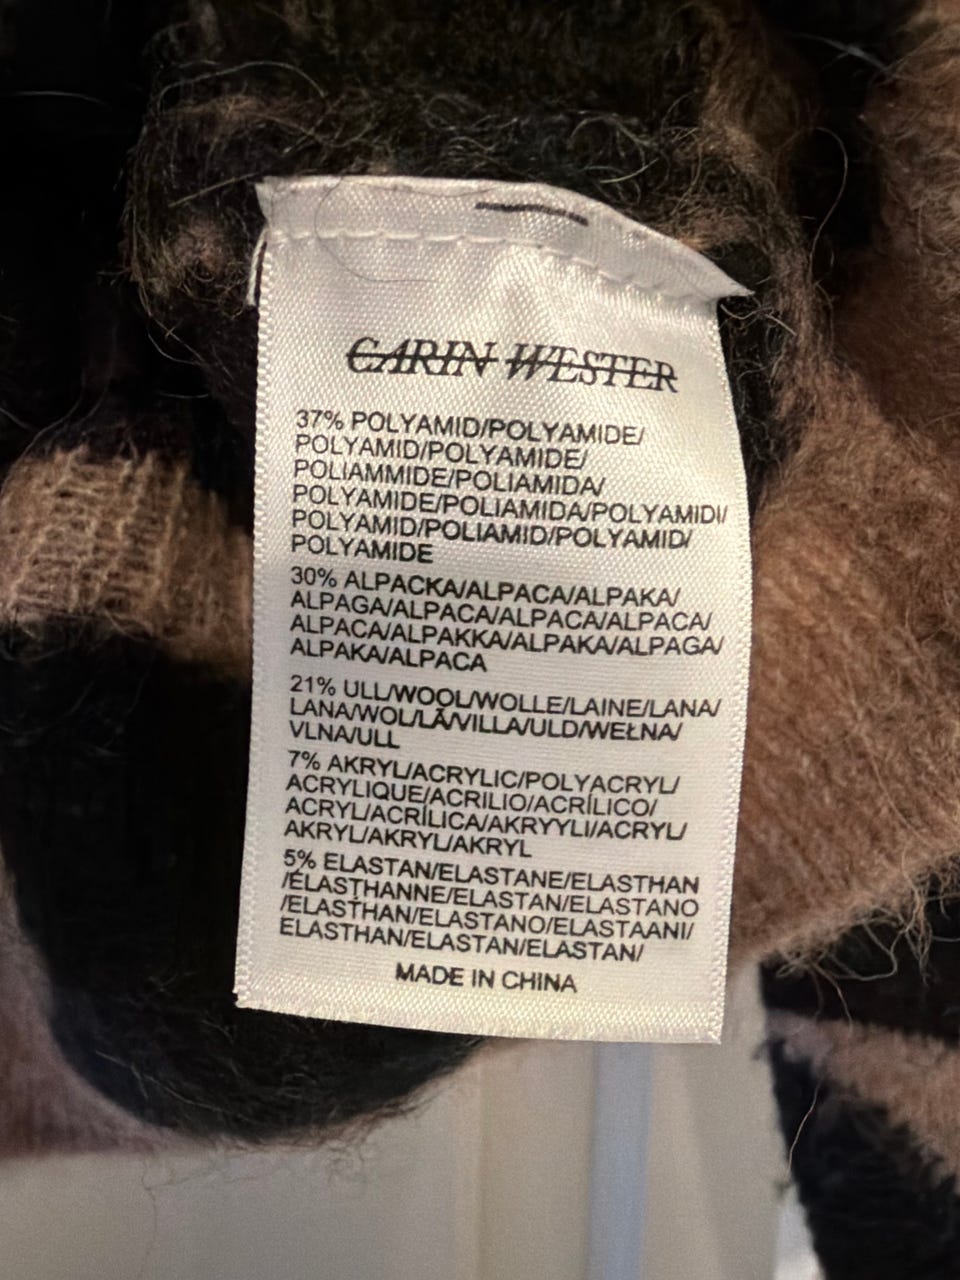 CARIN WESTER
37% POLYAMID/POLYAMIDE/
POLYAMID/POLYAMIDE/
POLIAMMIDE/POLIAMIDA/
POLYAMIDE/POLIAMIDA/POLYAMIDI/
POLYAMID/POLIAMID/POLYAMID/
POLYAMIDE
30% ALPACKA/ALPACA/ALPAKA/
ALPAGA/ALPACA/ALPACA/ALPACA/
ALPACA/ALPAKKA/ALPAKA/ALPAGA/
ALPAKA/ALPACA
21% ULL/WOOL/WOLLE/LAINE/LANA/
LANA/WOL/LÃ/VILLA/ULD/WEŁNA/
VLNA/ULL
7% AKRYL/ACRYLIC/POLYACRYL/
ACRYLIQUE/ACRILIO/ACRÍLICO/
ACRYL/ACRÍLICA/AKRYYLI/ACRYL/
AKRYL/AKRYL/AKRYL
5% ELASTAN/ELASTANE/ELASTHAN
/ÉLASTHANNE/ELASTAN/ELASTANO
/ELASTHAN/ELASTANO/ELASTAANI/
ELASTHAN/ELASTAN/ELASTAN/
MADE IN CHINA